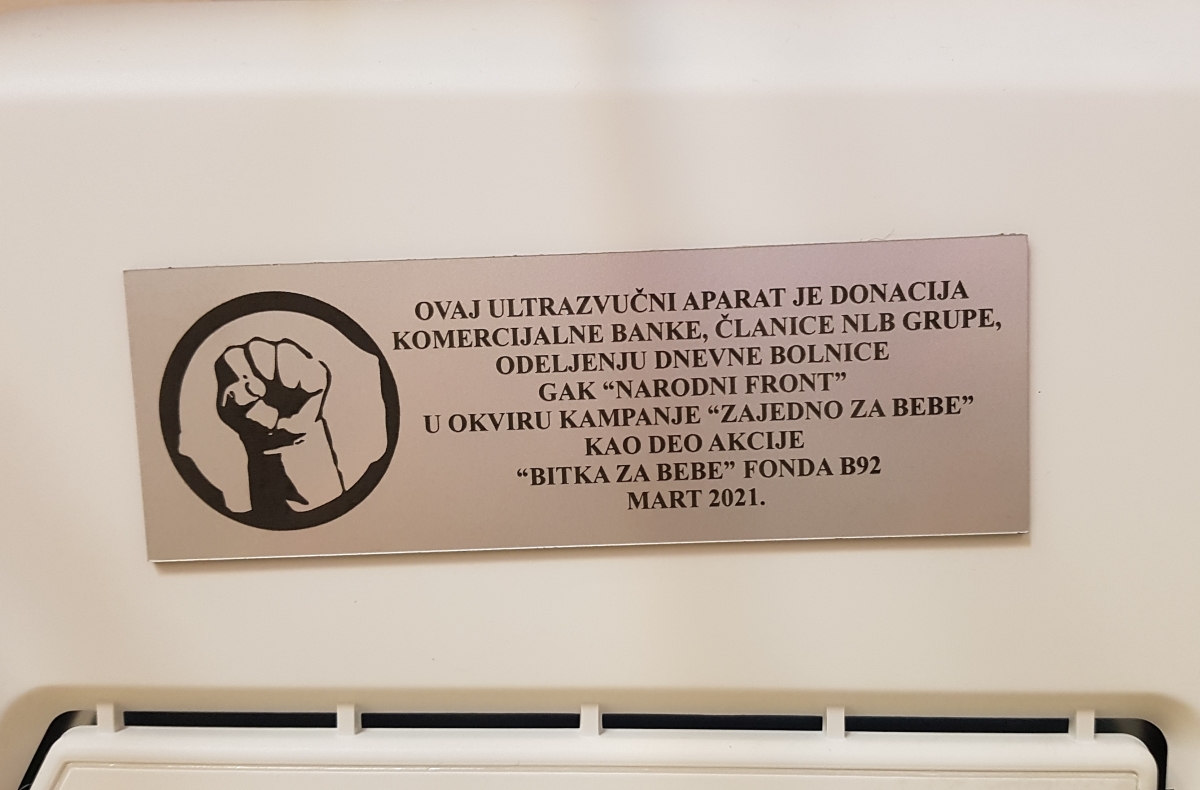 OVAJ ULTRAZVUČNI APARAT JE DONACIJA
KOMERCIJALNE BANKE, ČLANICE NLB GRUPE,
ODELJENJU DNEVNE BOLNICE
GAK “NARODNI FRONT”
U OKVIRU KAMPANJE “ZAJEDNO ZA BEBE”
KAO DEO AKCIJE
“BITKA ZA BEBE” FONDA B92
MART 2021.